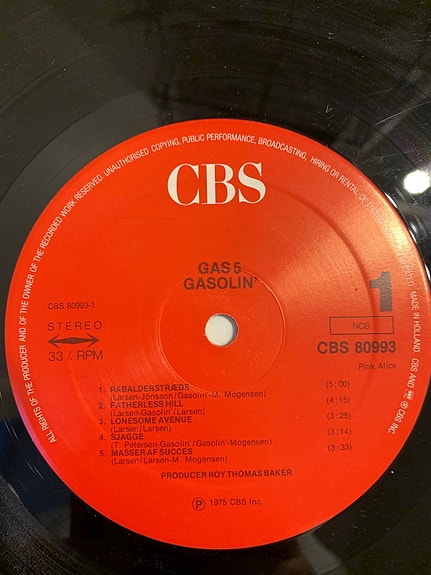 ALL RIGHTS OF THE PRODUCER AND OF THE OWNER OF THE RECORDED WORK RESERVED. UNAUTHORISED COPYING, PUBLIC PERFORMANCE, BROADCASTING, HIRING OR RENTAL OF MADE IN HOLLAND
CBS AND ℗ CBS INC.
CBS
GAS 5
GASOLIN'
CBS 80993-1
1
STEREO
33⅓ RPM
NCB
CBS 80993
Pink Alice
1. RABALDERSTRÆDE (5:00)
(Larsen-Jönsson/Gasolin'-M. Mogensen)
2. FATHERLESS HILL (4:15)
(Larsen-Gasolin'/Larsen)
3. LONESOME AVENUE (3:25)
(Larsen/Larsen)
4. SJAGGE (3:14)
(T. Petersen-Gasolin'/Gasolin'-Mogensen)
5. MASSER AF SUCCES (3:33)
(Larsen/Larsen-M. Mogensen)
PRODUCER ROY THOMAS BAKER
℗ 1975 CBS Inc.